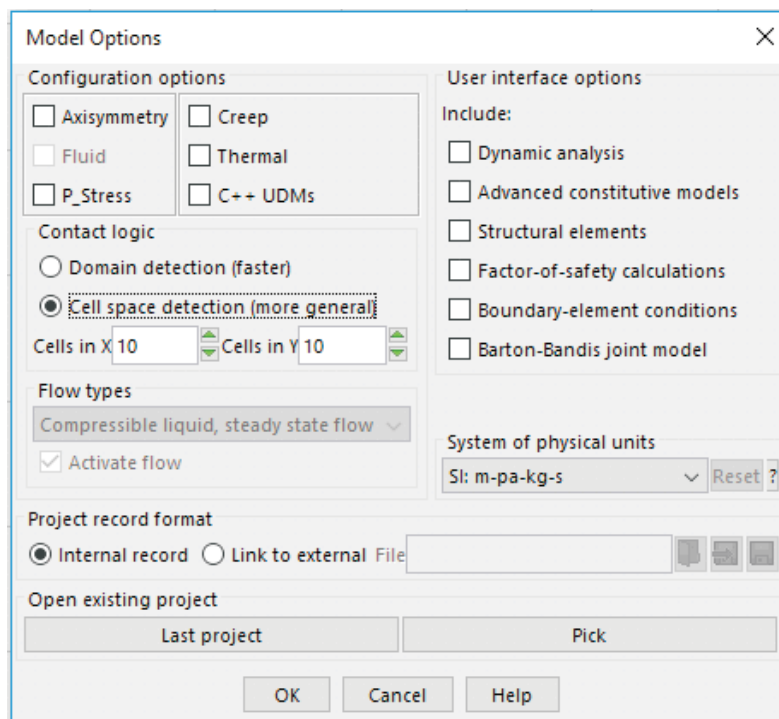 Model Options
Configuration options
Axisymmetry
Creep
Fluid
Thermal
P_Stress
C++ UDMs
Contact logic
Domain detection (faster)
Cell space detection (more general)
Cells in X 10 Cells in Y 10
Flow types
Compressible liquid, steady state flow
Activate flow
User interface options
Include:
Dynamic analysis
Advanced constitutive models
Structural elements
Factor-of-safety calculations
Boundary-element conditions
Barton-Bandis joint model
System of physical units
SI: m-pa-kg-s Reset ?
Project record format
Internal record Link to external File
Open existing project
Last project Pick
OK Cancel Help